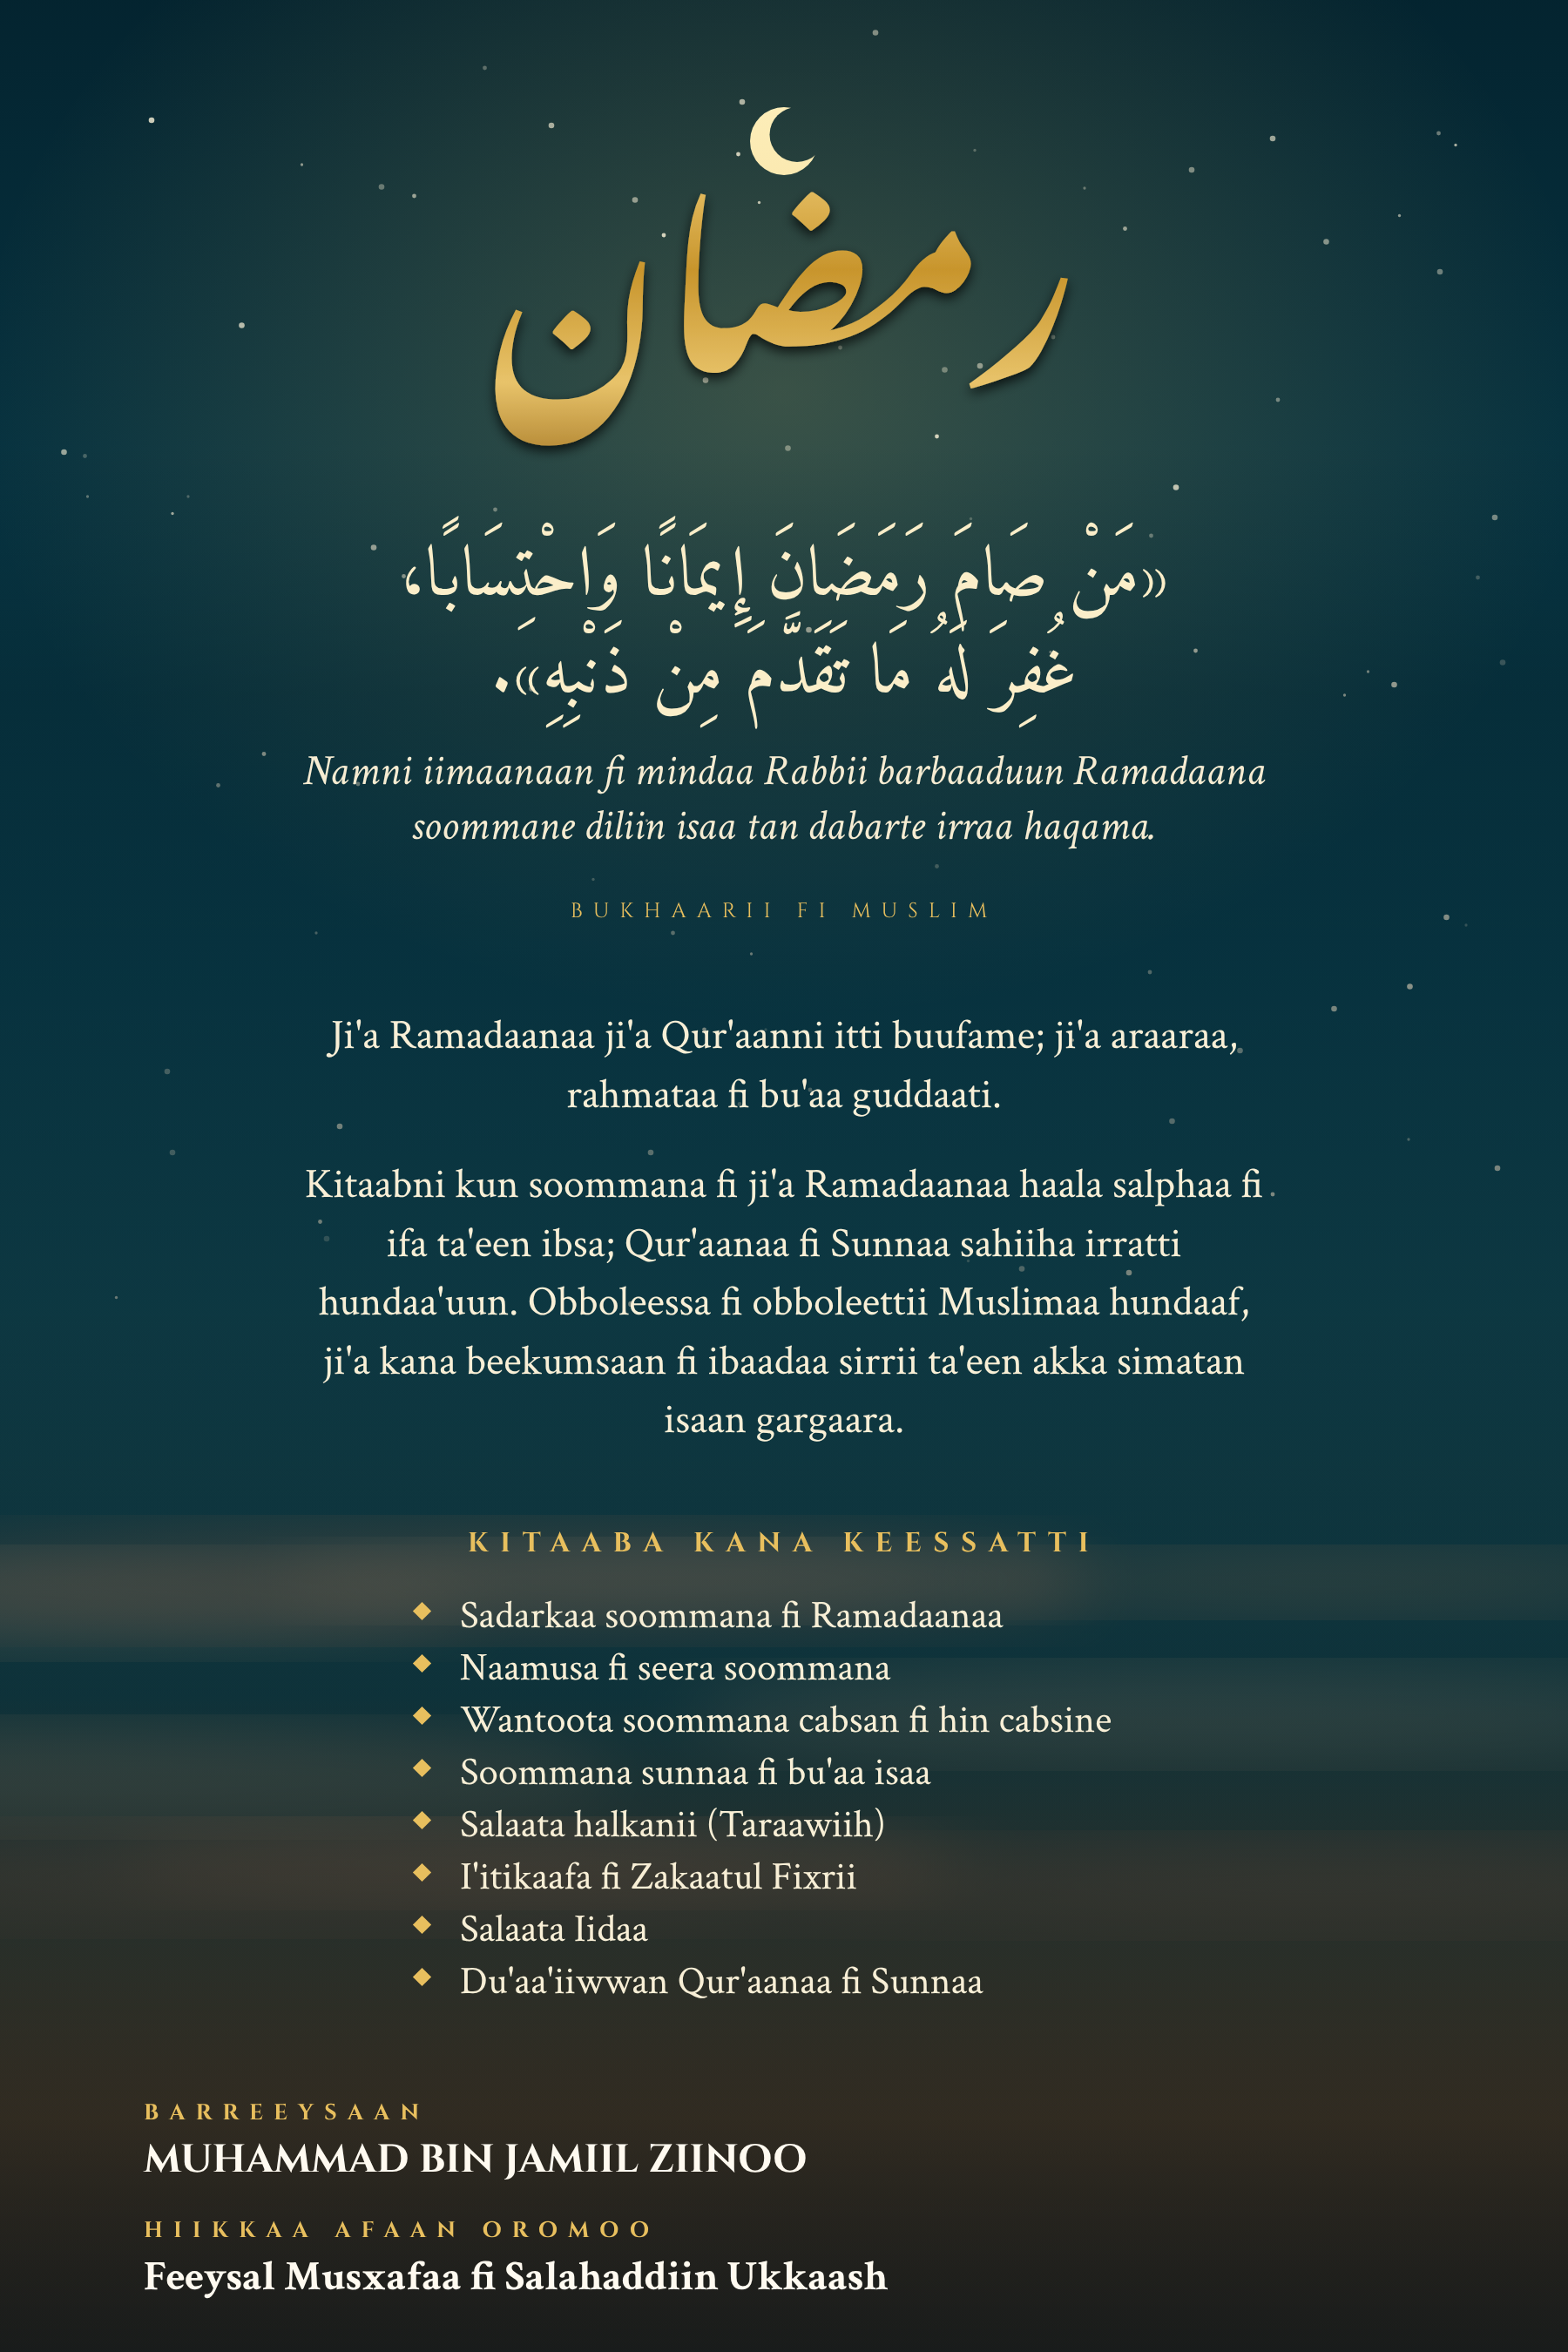 رمضان
((مَنْ صَامَ رَمَضَانَ إِيمَانًا وَاحْتِسَابًا،
غُفِرَ لَهُ مَا تَقَدَّمَ مِنْ ذَنْبِهِ)).
Namni iimaanaan fi mindaa Rabbii barbaaduun Ramadaana
soommane diliin isaa tan dabarte irraa haqama.
BUKHAARII FI MUSLIM
Ji'a Ramadaanaa ji'a Qur'aanni itti buufame; ji'a araaraa,
rahmataa fi bu'aa guddaati.
Kitaabni kun soommana fi ji'a Ramadaanaa haala salphaa fi
ifa ta'een ibsa; Qur'aanaa fi Sunnaa sahiiha irratti
hundaa'uun. Obboleessa fi obboleettii Muslimaa hundaaf,
ji'a kana beekumsaan fi ibaadaa sirrii ta'een akka simatan
isaan gargaara.
KITAABA KANA KEESSATTI
◆ Sadarkaa soommana fi Ramadaanaa
◆ Naamusa fi seera soommana
◆ Wantoota soommana cabsan fi hin cabsine
◆ Soommana sunnaa fi bu'aa isaa
◆ Salaata halkanii (Taraawiih)
◆ I'itikaafa fi Zakaatul Fixrii
◆ Salaata Iidaa
◆ Du'aa'iiwwan Qur'aanaa fi Sunnaa
BARREEYSAAN
MUHAMMAD BIN JAMIIL ZIINOO
HIIKKAA AFAAN OROMOO
Feeysal Musxafaa fi Salahaddiin Ukkaash